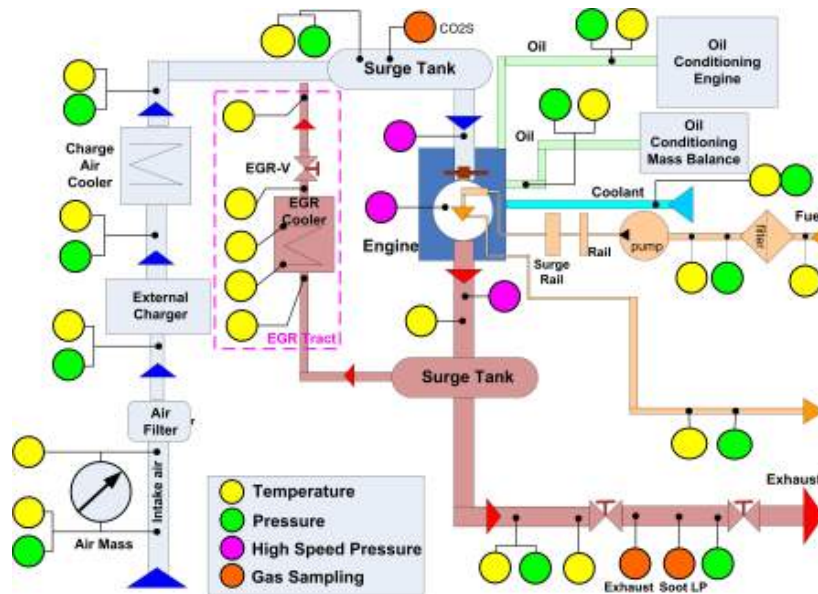 CO2S
Surge Tank
Oil
Oil
Conditioning
Engine
Charge
Air
Cooler
EGR-V
Oil
Oil
Conditioning
Mass Balance
EGR
Cooler
Coolant
Engine
Fuel
filter
pump
Rail
Surge
Rail
External
Charger
EGR Tract
Surge Tank
Air
Filter
Intake air
Air Mass
Temperature
Pressure
High Speed Pressure
Gas Sampling
Exhaust
Exhaust Soot LP